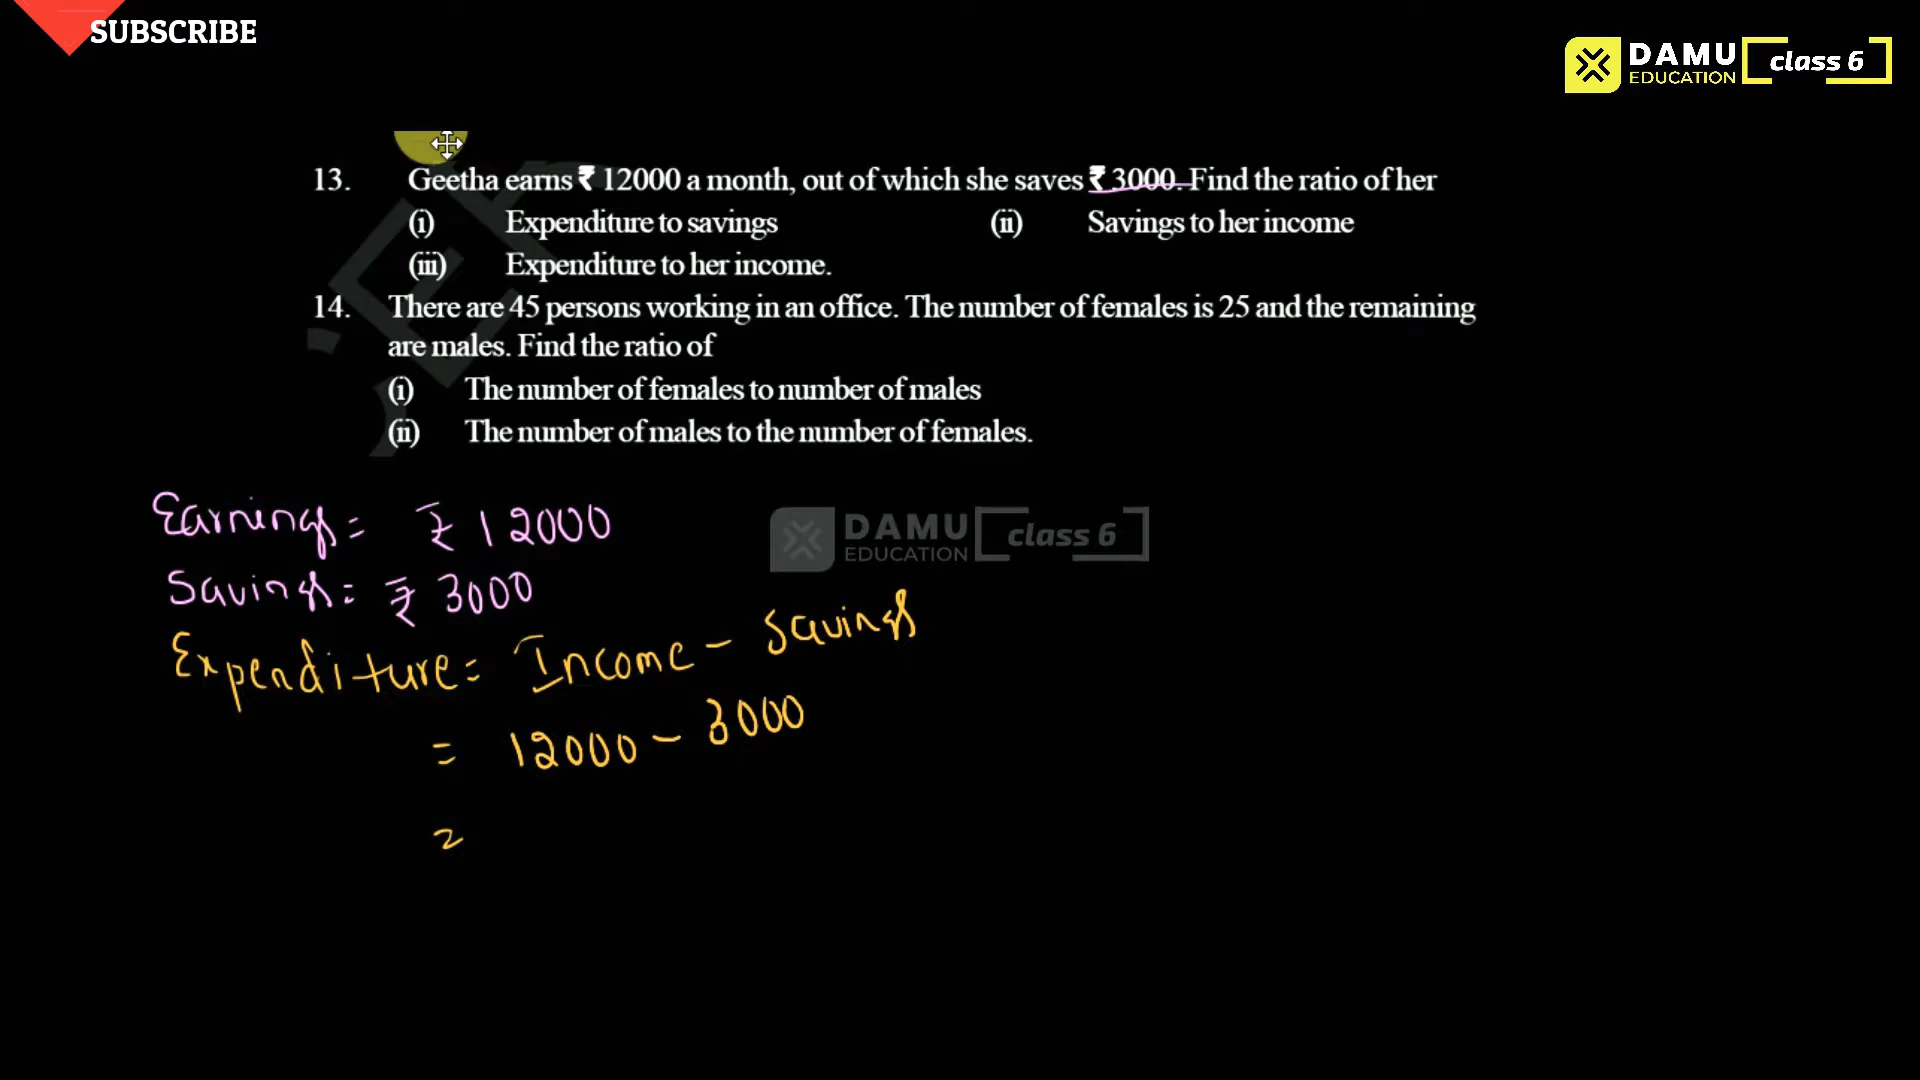 SUBSCRIBE
DAMU EDUCATION class 6
13. Geetha earns ₹ 12000 a month, out of which she saves ₹ 3000. Find the ratio of her
(i) Expenditure to savings (ii) Savings to her income
(iii) Expenditure to her income.
14. There are 45 persons working in an office. The number of females is 25 and the remaining
are males. Find the ratio of
(i) The number of females to number of males
(ii) The number of males to the number of females.
Earnings = ₹ 12000
DAMU EDUCATION class 6
Savings = ₹ 3000
Expenditure = Income - Savings
= 12000 - 3000
=